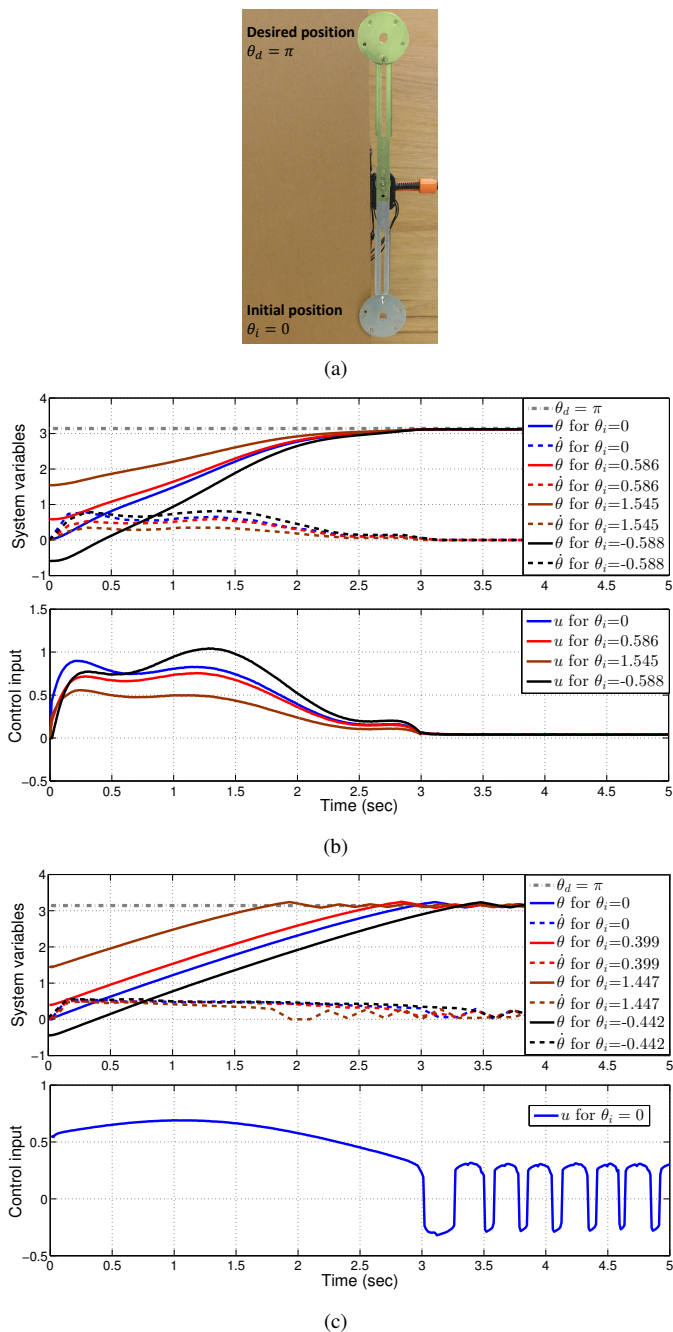 Desired position
θ_d = π
Initial position
θ_i = 0
(a)
System variables
4
3
2
1
0
−1
0 0.5 1 1.5 2 2.5 3 3.5 4 4.5 5
θ_d = π
θ for θ_i=0
θ̇ for θ_i=0
θ for θ_i=0.586
θ̇ for θ_i=0.586
θ for θ_i=1.545
θ̇ for θ_i=1.545
θ for θ_i=-0.588
θ̇ for θ_i=-0.588
Control input
1.5
1
0.5
0
−0.5
0 0.5 1 1.5 2 2.5 3 3.5 4 4.5 5
u for θ_i=0
u for θ_i=0.586
u for θ_i=1.545
u for θ_i=-0.588
Time (sec)
(b)
System variables
4
3
2
1
0
−1
0 0.5 1 1.5 2 2.5 3 3.5 4 4.5 5
θ_d = π
θ for θ_i=0
θ̇ for θ_i=0
θ for θ_i=0.399
θ̇ for θ_i=0.399
θ for θ_i=1.447
θ̇ for θ_i=1.447
θ for θ_i=-0.442
θ̇ for θ_i=-0.442
Control input
1
0.5
0
−0.5
0 0.5 1 1.5 2 2.5 3 3.5 4 4.5 5
u for θ_i = 0
Time (sec)
(c)